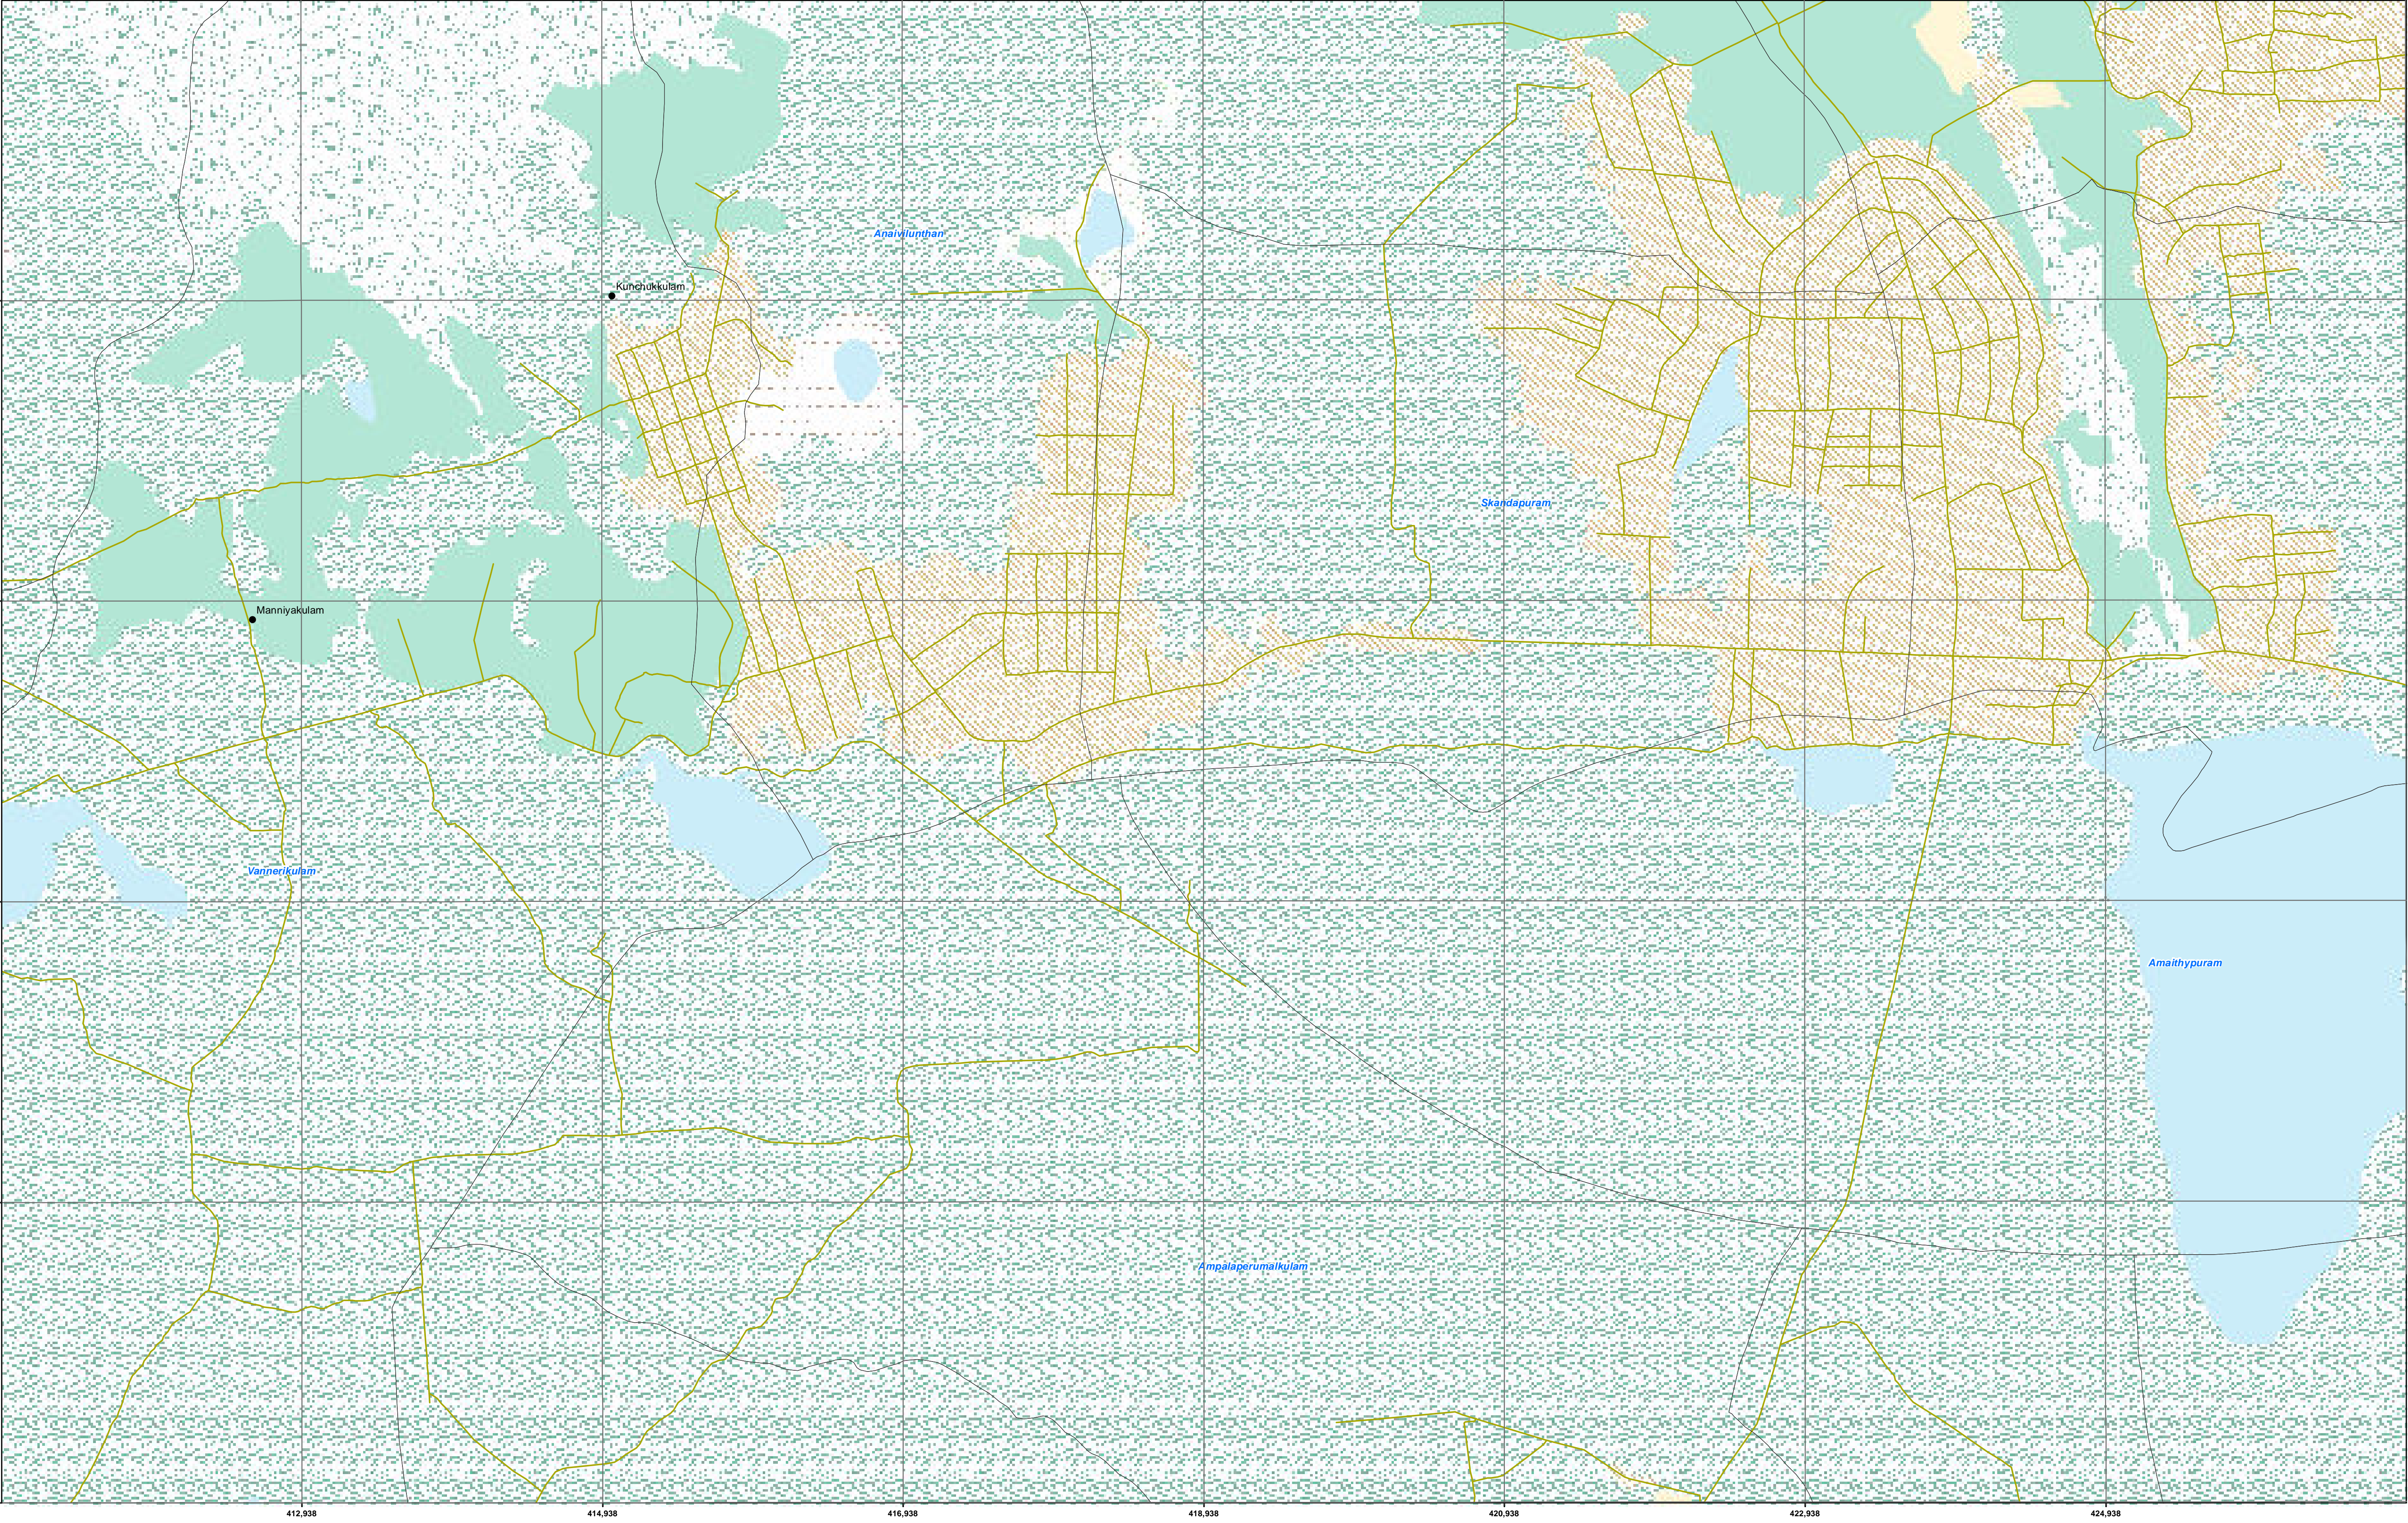 Anaivilunthan
Kunchukkulam
Skandapuram
Manniyakulam
Vannerikulam
Amaithypuram
Ampalaperumalkulam
412,938
414,938
416,938
418,938
420,938
422,938
424,938